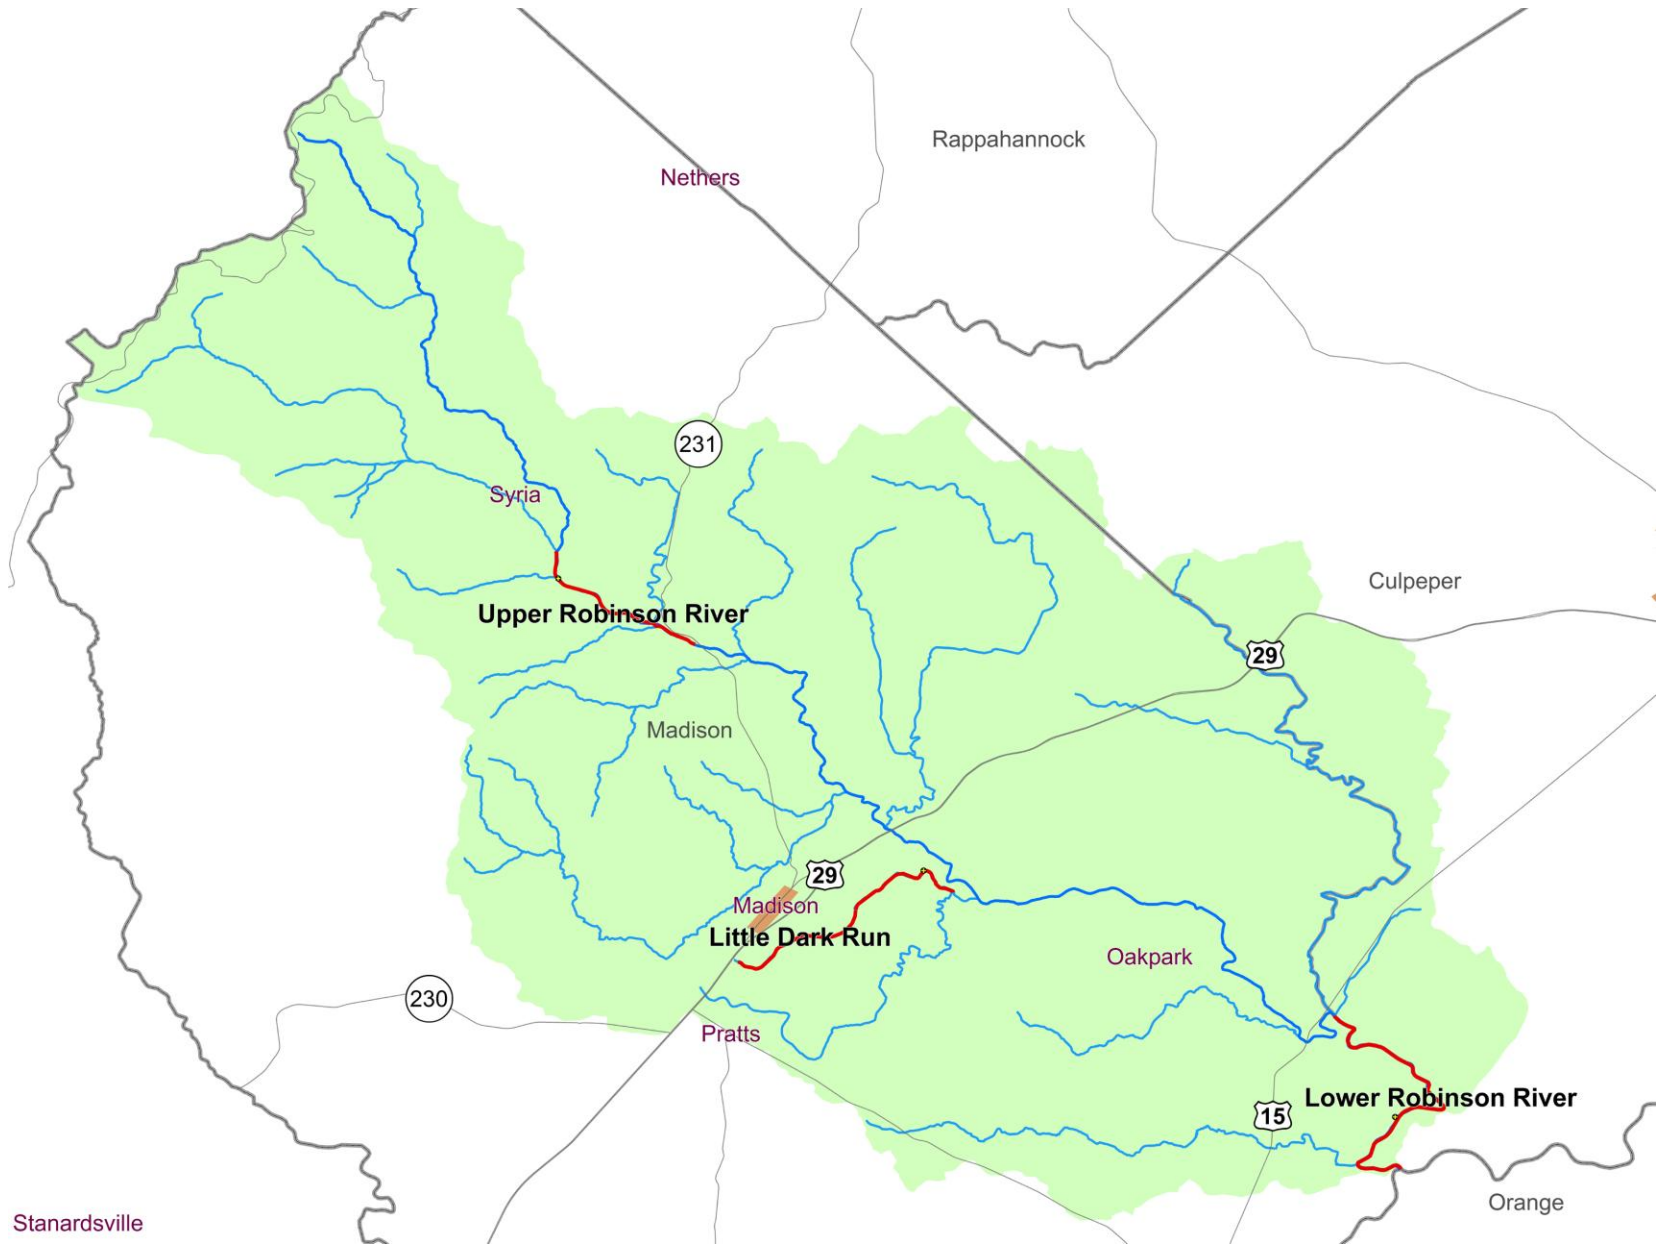 Rappahannock
Nethers
231
Syria
Culpeper
Upper Robinson River
29
Madison
29
Madison
Little Dark Run
Oakpark
230
Pratts
Lower Robinson River
15
Orange
Stanardsville